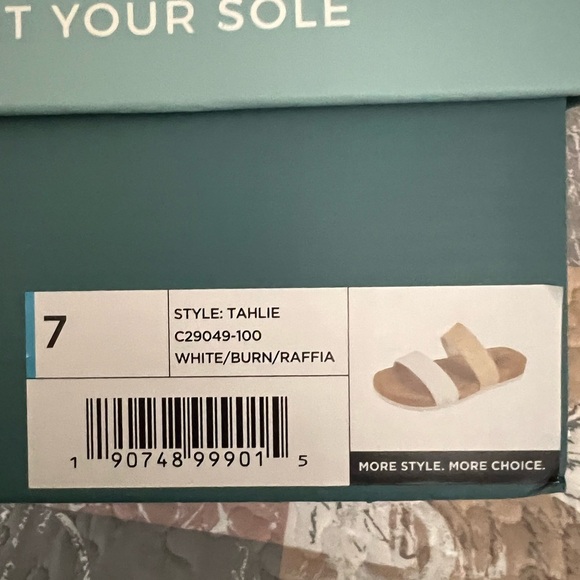 T YOUR SOLE
7
STYLE: TAHLIE
C29049-100
WHITE/BURN/RAFFIA
1 90748 99901 5
MORE STYLE. MORE CHOICE.